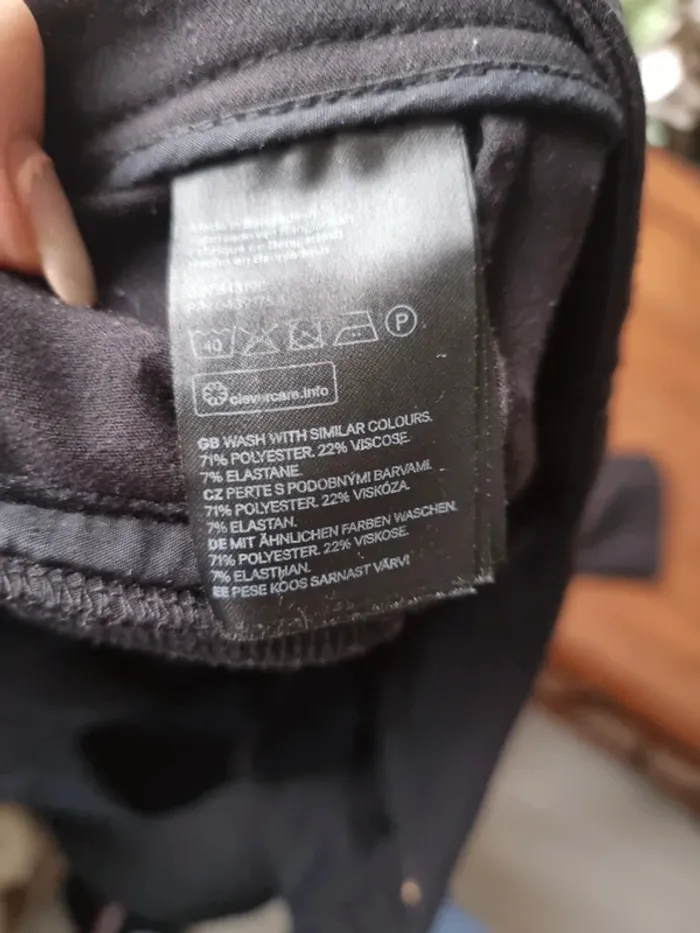 40
P
clevercare.info
GB WASH WITH SIMILAR COLOURS.
71% POLYESTER. 22% VISCOSE.
7% ELASTANE
CZ PERTE S PODOBNÝMI BARVAMI.
71% POLYESTER. 22% VISKÓZA.
7% ELASTAN.
DE MIT ÄHNLICHEN FARBEN WASCHEN.
71% POLYESTER. 22% VISKOSE.
7% ELASTHAN.
EE PESE KOOS SARNAST VÄRVI